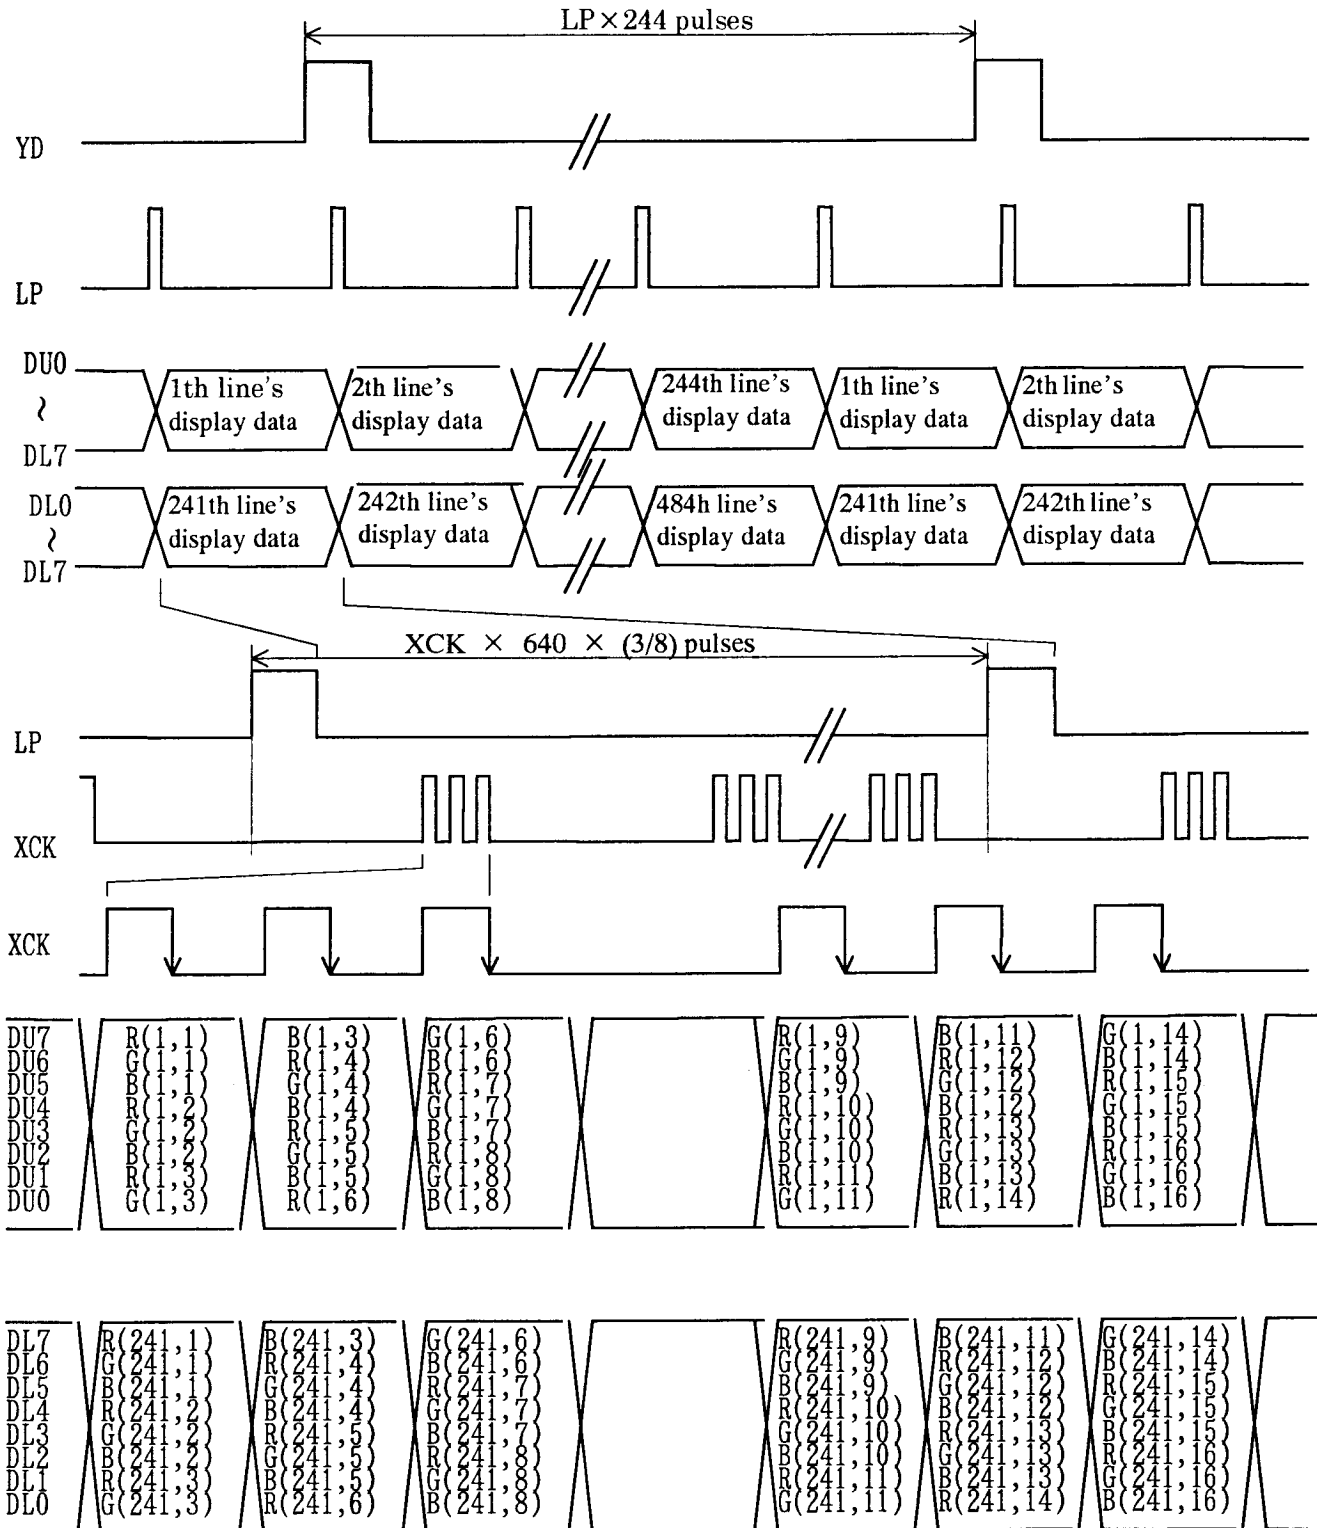 LP×244 pulses
YD
LP
DU0
~
DL7
1th line's
display data
2th line's
display data
244th line's
display data
1th line's
display data
2th line's
display data
DL0
~
DL7
241th line's
display data
242th line's
display data
484h line's
display data
241th line's
display data
242th line's
display data
XCK × 640 × (3/8) pulses
LP
XCK
XCK
DU7 R(1,1) B(1,3) G(1,6) R(1,9) B(1,11) G(1,14)
DU6 G(1,1) R(1,4) B(1,6) G(1,9) R(1,12) B(1,14)
DU5 B(1,1) G(1,4) R(1,7) B(1,9) G(1,12) R(1,15)
DU4 R(1,2) B(1,4) G(1,7) R(1,10) B(1,12) G(1,15)
DU3 G(1,2) R(1,5) B(1,7) G(1,10) R(1,13) B(1,15)
DU2 B(1,2) G(1,5) R(1,8) B(1,10) G(1,13) R(1,16)
DU1 R(1,3) B(1,5) G(1,8) R(1,11) B(1,13) G(1,16)
DU0 G(1,3) R(1,6) B(1,8) G(1,11) R(1,14) B(1,16)
DL7 R(241,1) B(241,3) G(241,6) R(241,9) B(241,11) G(241,14)
DL6 G(241,1) R(241,4) B(241,6) G(241,9) R(241,12) B(241,14)
DL5 B(241,1) G(241,4) R(241,7) B(241,9) G(241,12) R(241,15)
DL4 R(241,2) B(241,4) G(241,7) R(241,10) B(241,12) G(241,15)
DL3 G(241,2) R(241,5) B(241,7) G(241,10) R(241,13) B(241,15)
DL2 B(241,2) G(241,5) R(241,8) B(241,10) G(241,13) R(241,16)
DL1 R(241,3) B(241,5) G(241,8) R(241,11) B(241,13) G(241,16)
DL0 G(241,3) R(241,6) B(241,8) G(241,11) R(241,14) B(241,16)